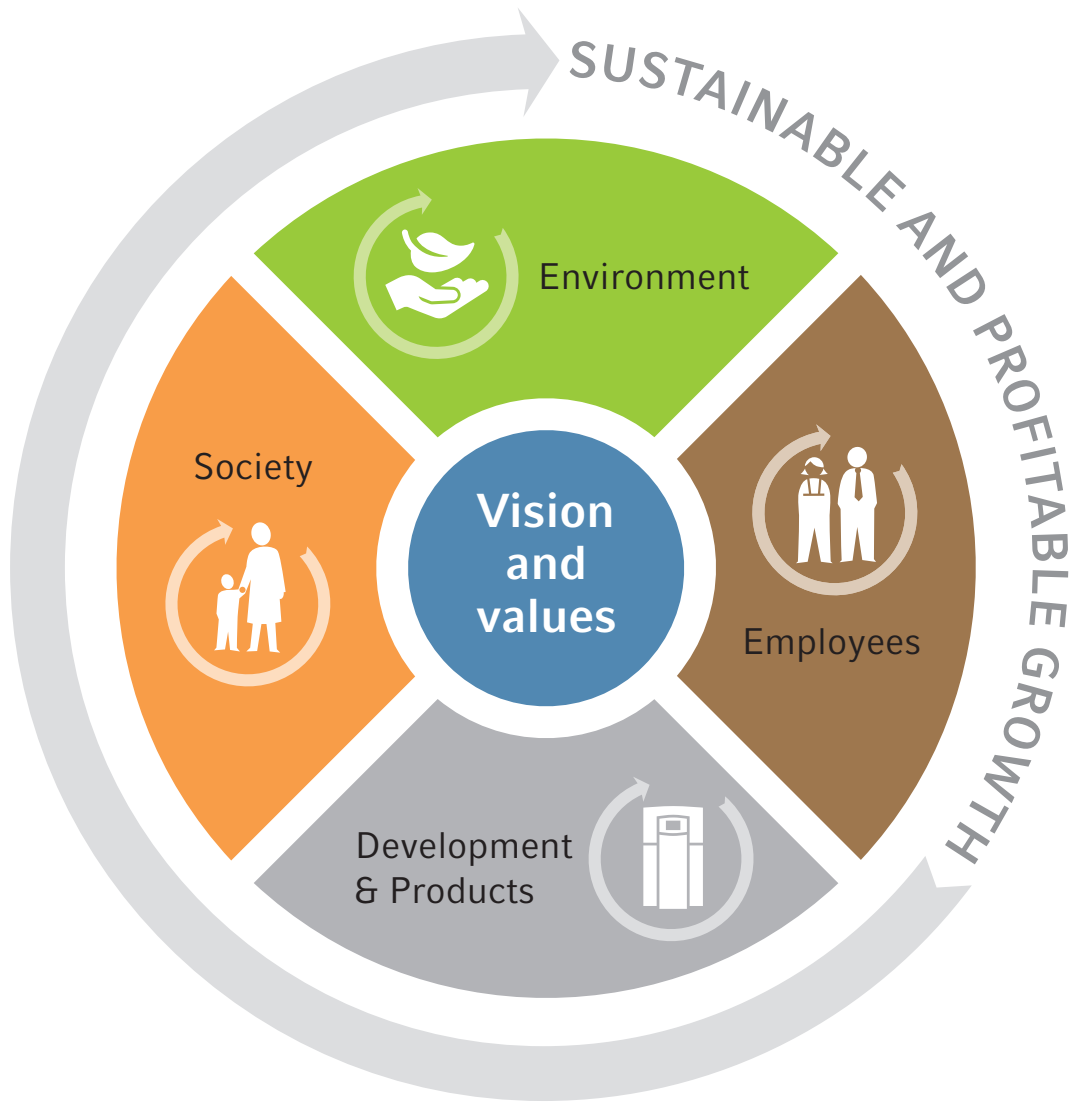 SUSTAINABLE AND PROFITABLE GROWTH
Environment
Society
Vision
and
values
Employees
Development
& Products